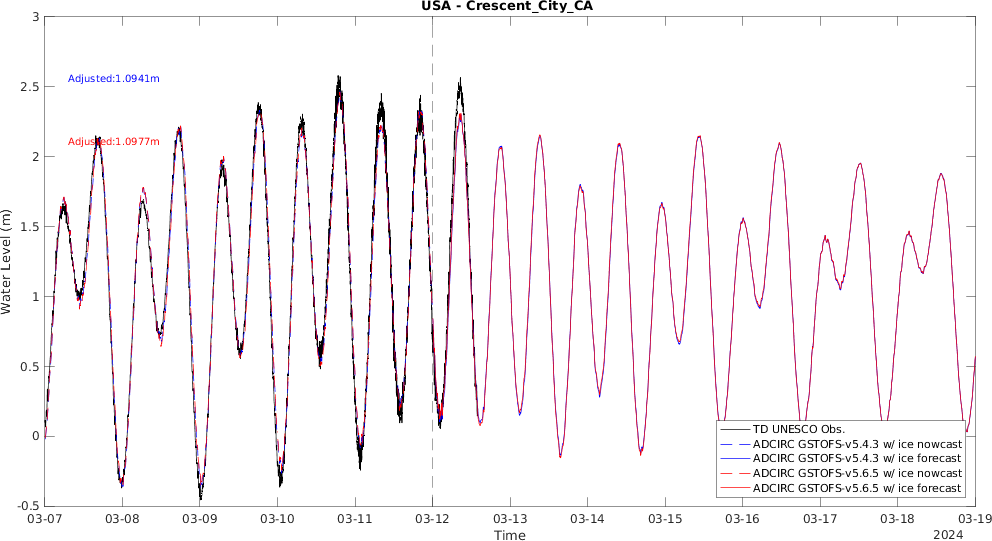 USA - Crescent_City_CA
3
2.5
2
1.5
1
0.5
0
-0.5
Water Level (m)
Adjusted:1.0941m
Adjusted:1.0977m
TD UNESCO Obs.
ADCIRC GSTOFS-v5.4.3 w/ ice nowcast
ADCIRC GSTOFS-v5.4.3 w/ ice forecast
ADCIRC GSTOFS-v5.6.5 w/ ice nowcast
ADCIRC GSTOFS-v5.6.5 w/ ice forecast
03-07 03-08 03-09 03-10 03-11 03-12 03-13 03-14 03-15 03-16 03-17 03-18 03-19
Time
2024